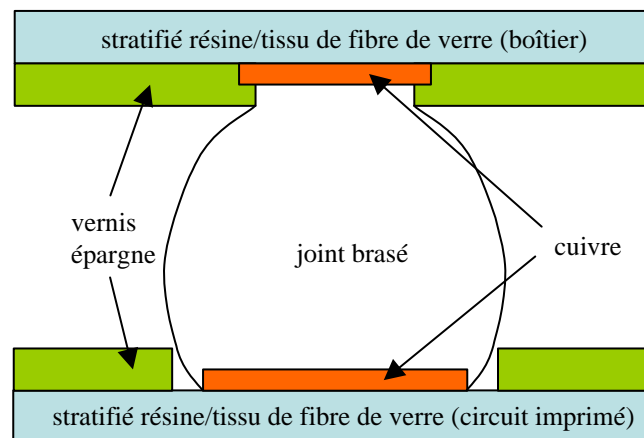 stratifié résine/tissu de fibre de verre (boîtier)
vernis
épargne
joint brasé
cuivre
stratifié résine/tissu de fibre de verre (circuit imprimé)